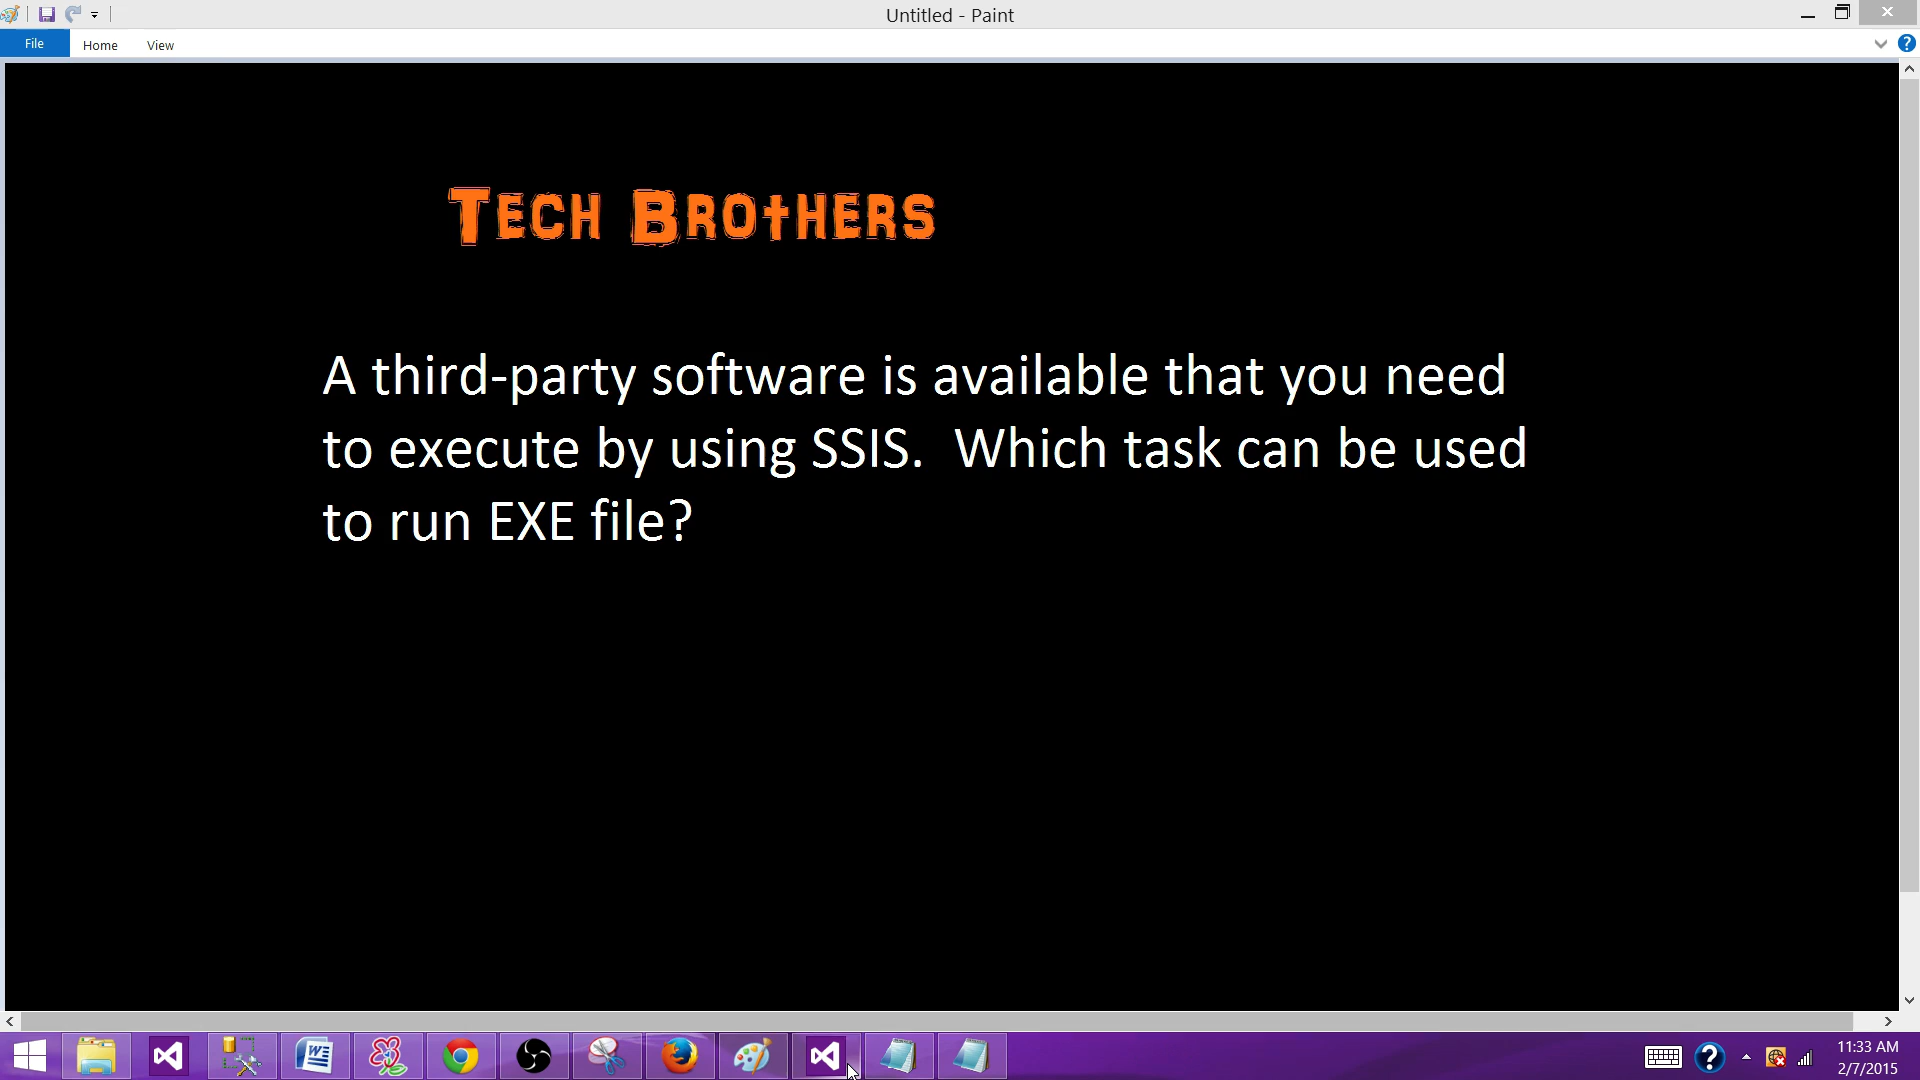 Untitled - Paint
File
Home
View
?
TECH BROTHERS
A third-party software is available that you need
to execute by using SSIS.  Which task can be used
to run EXE file?
?
11:33 AM
2/7/2015